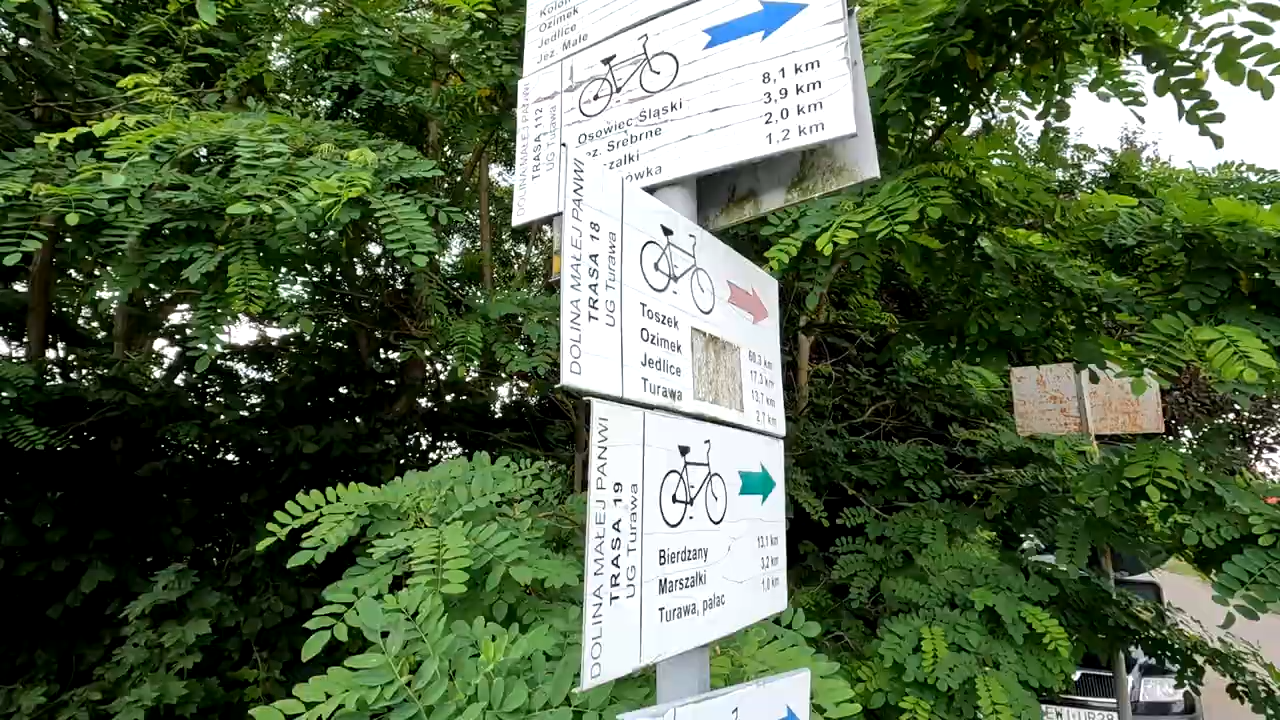 Ozimek
Jedlice
Jez. Małe
DOLINA MAŁEJ PANWI
TRASA 112
UG Turawa
Osowiec Śląski 8,1 km
Srebrne 3,9 km
2,0 km
1,2 km
DOLINA MAŁEJ PANWI
TRASA 18
UG Turawa
Toszek 60,3 km
Ozimek 17,3 km
Jedlice 13,7 km
Turawa 2,7 km
DOLINA MAŁEJ PANWI
TRASA 19
UG Turawa
Bierdzany 13,1 km
Marszałki 3,2 km
Turawa, pałac 1,0 km